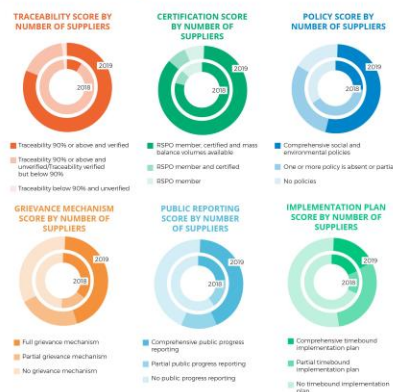 TRACEABILITY SCORE BY
NUMBER OF SUPPLIERS
2019
2018
Traceability 90% or above and verified
Traceability 90% or above and
unverified/Traceability verified
but below 90%
Traceability below 90% and unverified
CERTIFICATION SCORE
BY NUMBER OF
SUPPLIERS
2019
2018
RSPO member, certified and mass
balance volumes available
RSPO member and certified
RSPO member
POLICY SCORE BY
NUMBER OF SUPPLIERS
2019
2018
Comprehensive social and
environmental policies
One or more policy is absent or partial
No policies
GRIEVANCE MECHANISM
SCORE BY NUMBER OF
SUPPLIERS
2019
2018
Full grievance mechanism
Partial grievance mechanism
No grievance mechanism
PUBLIC REPORTING
SCORE BY NUMBER
OF SUPPLIERS
2019
2018
Comprehensive public progress
reporting
Partial public progress reporting
No public progress reporting
IMPLEMENTATION PLAN
SCORE BY NUMBER OF
SUPPLIERS
2019
2018
Comprehensive timebound
implementation plan
Partial timebound
implementation plan
No timebound implementation
plan